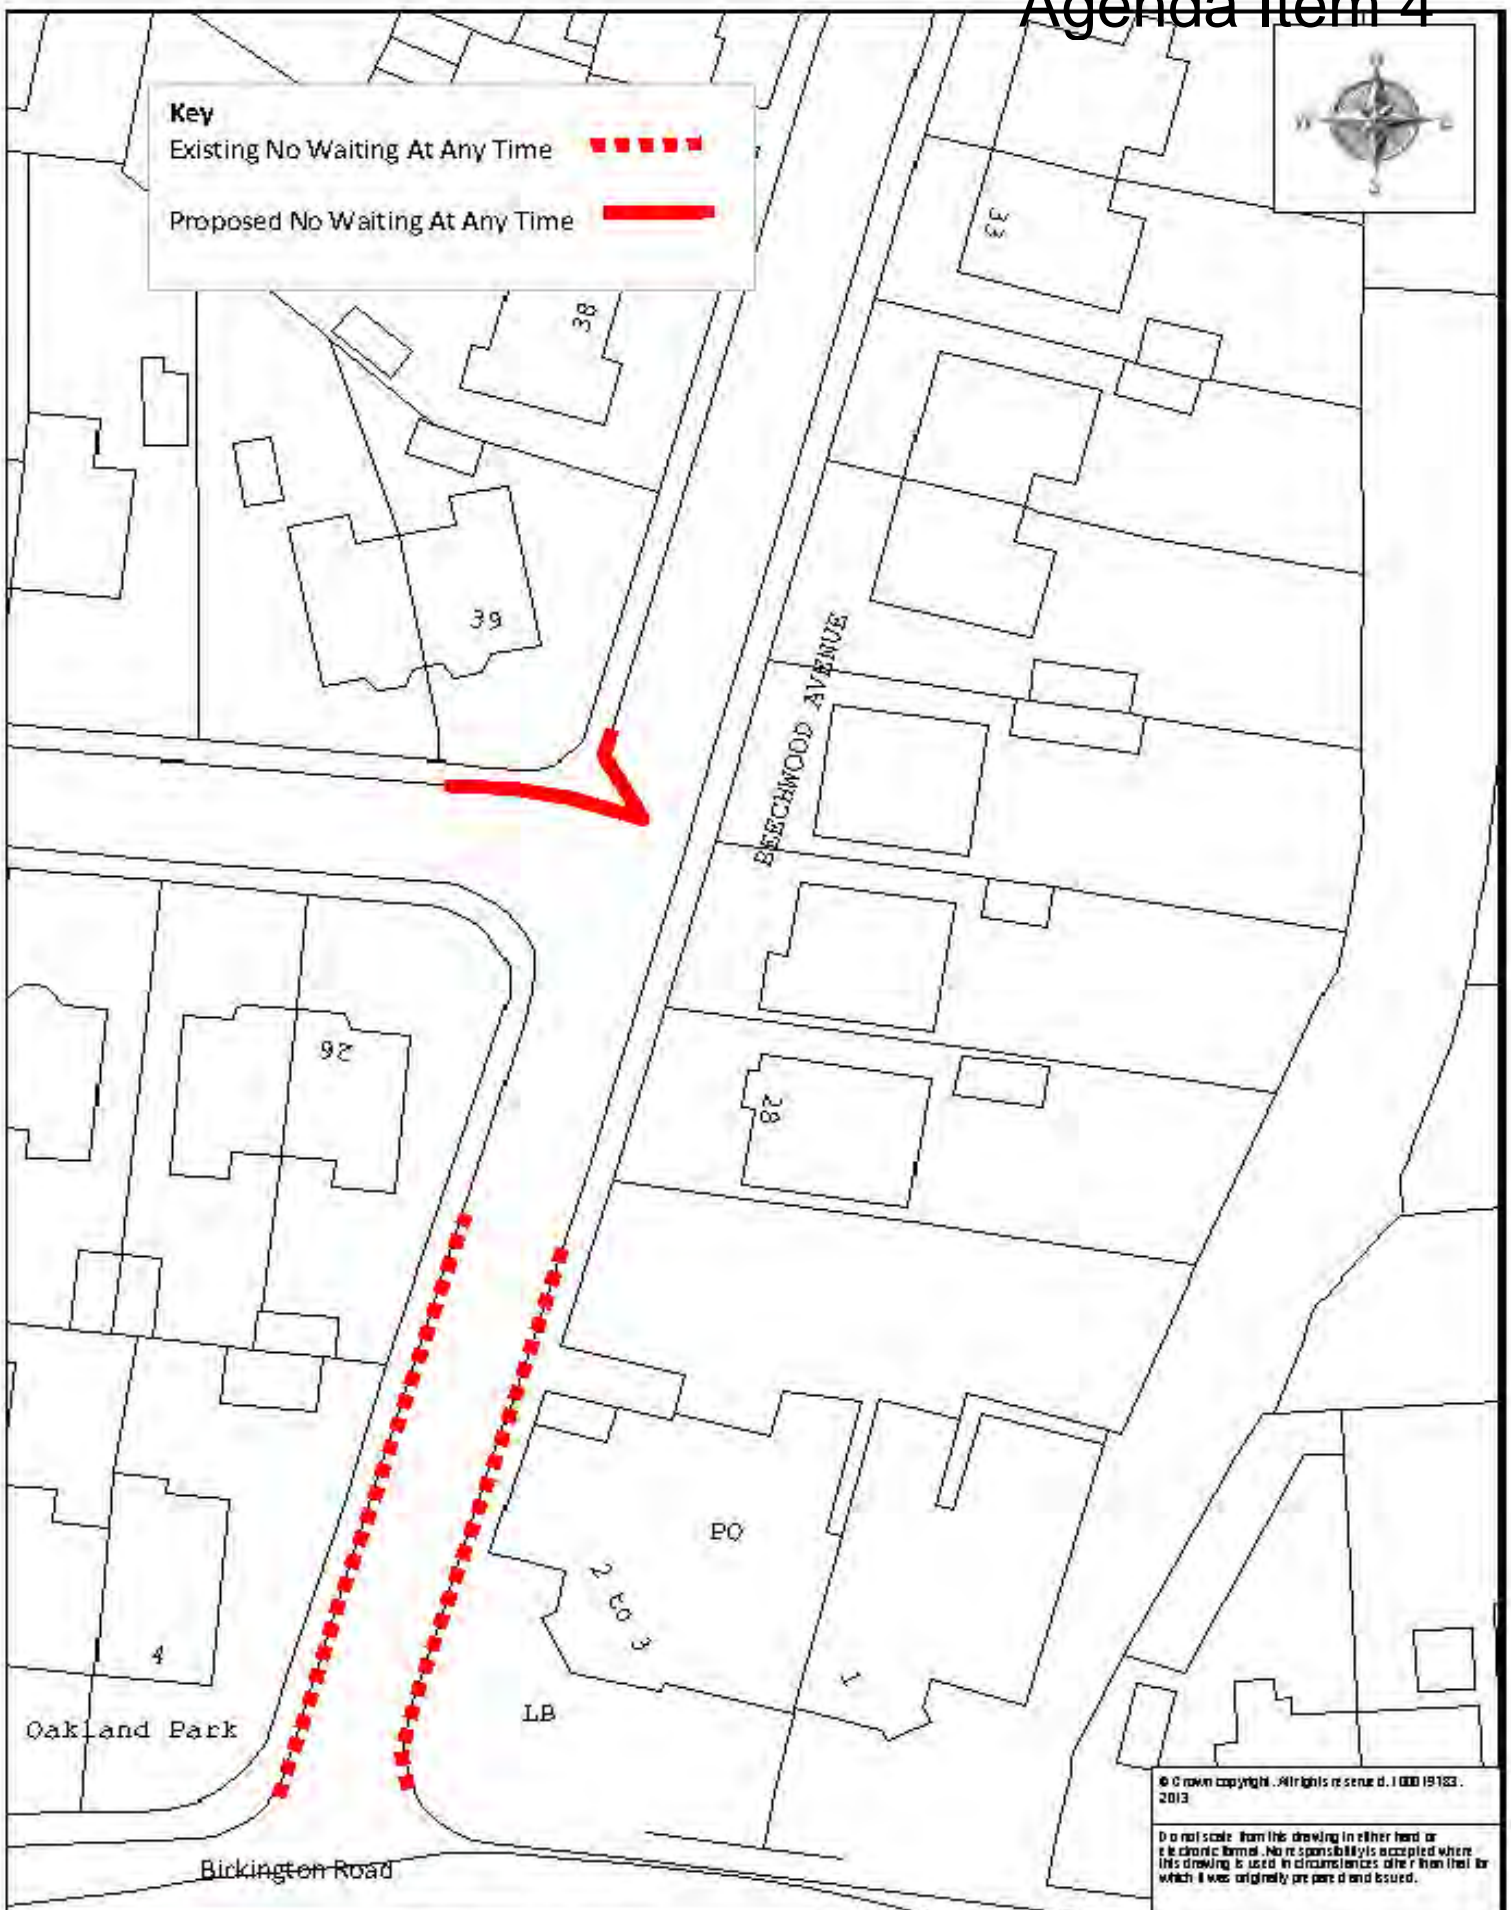 Agenda Item 4
Key
Existing No Waiting At Any Time
Proposed No Waiting At Any Time
W
S
33
38
39
BEECHWOOD AVENUE
92
28
PO
2 to 3
1
4
LB
Oakland Park
Birkington Road
© Crown copyright. All rights reserved. 100019183.
2013
Do not scale from this drawing in either hard or
electronic format. No responsibility is accepted where
this drawing is used in circumstances other than that for
which it was originally prepared and issued.